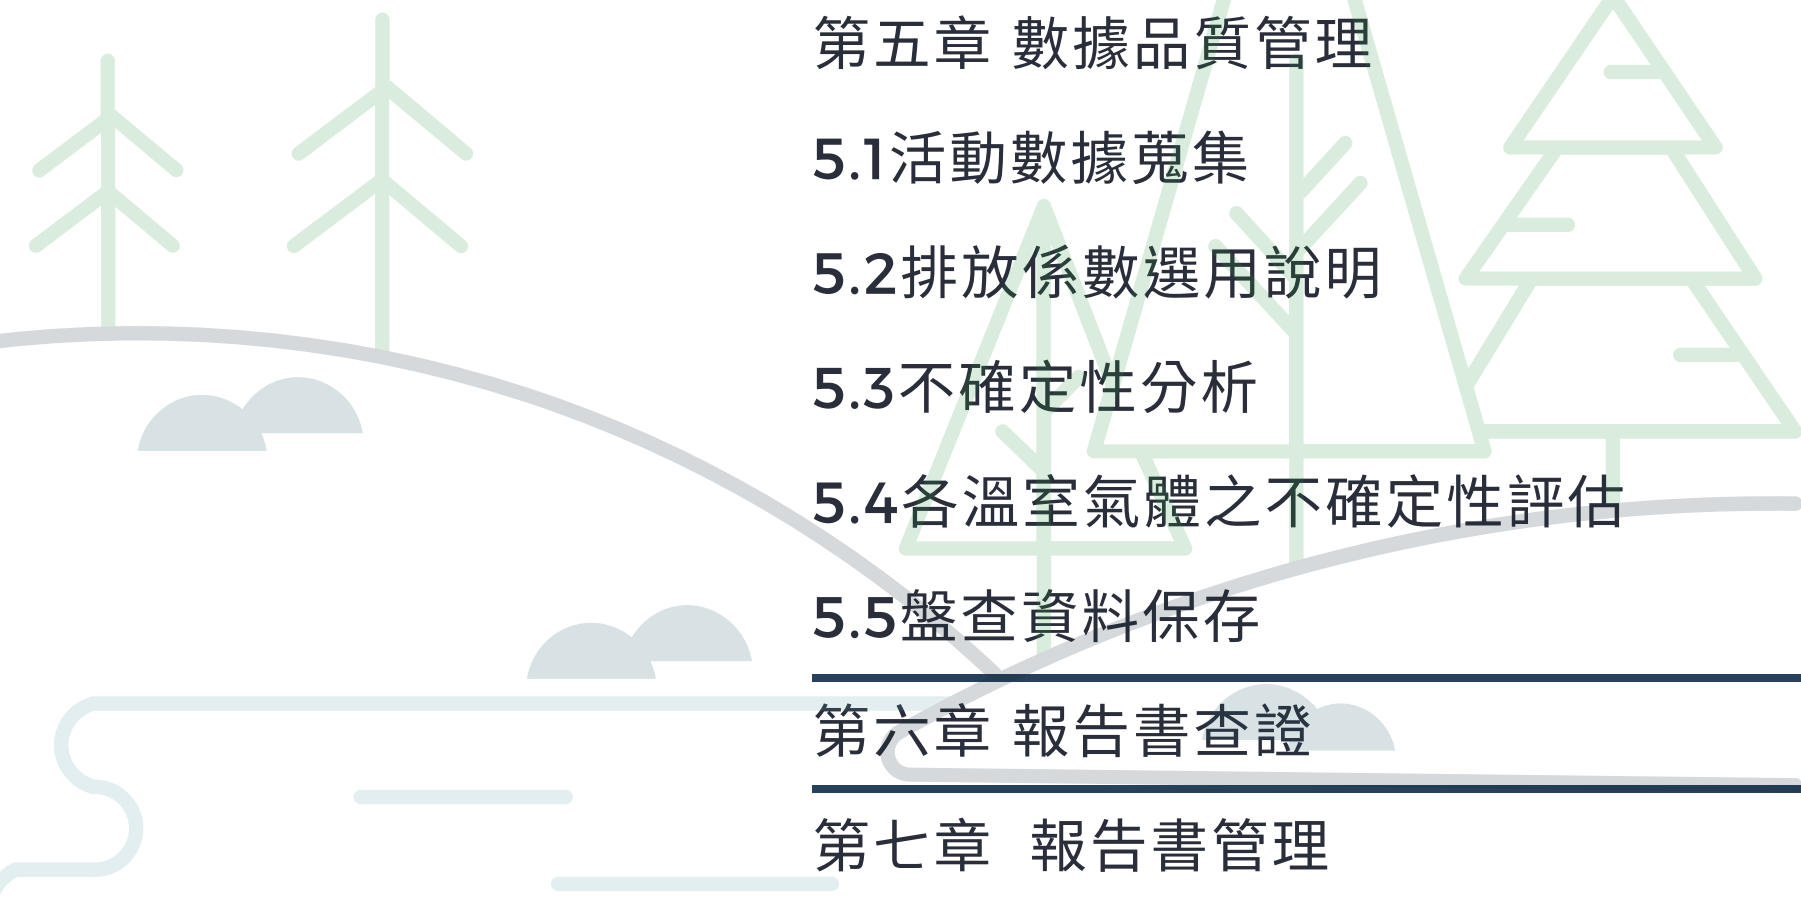 第五章 數據品質管理
5.1活動數據蒐集
5.2排放係數選用說明
5.3不確定性分析
5.4各溫室氣體之不確定性評估
5.5盤查資料保存
第六章 報告書查證
第七章 報告書管理